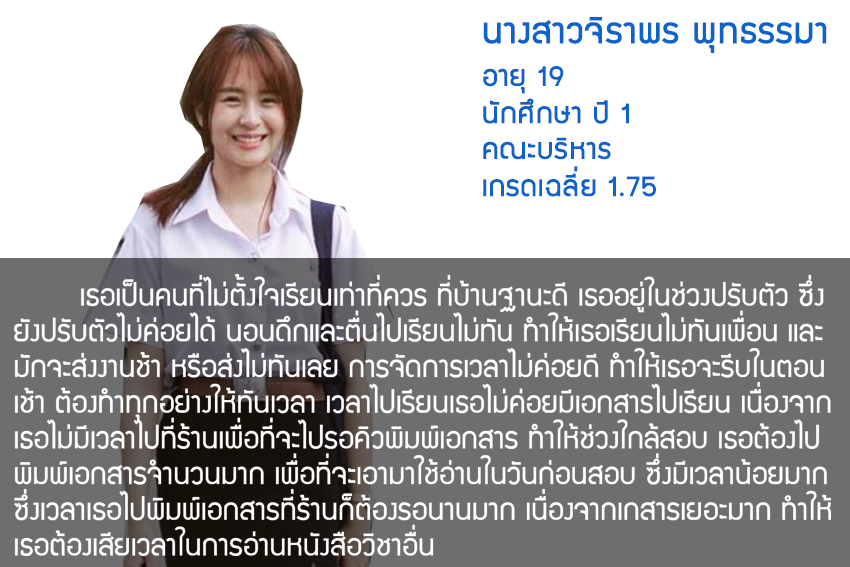 นางสาวจิราพร พุทธรรมา
อายุ 19
นักศึกษา ปี 1
คณะบริหาร
เกรดเฉลี่ย 1.75
เธอเป็นคนที่ไม่ตั้งใจเรียนเท่าที่ควร ที่บ้านฐานะดี เธออยู่ในช่วงปรับตัว ซึ่ง
ยังปรับตัวไม่ค่อยได้ นอนดึกและตื่นไปเรียนไม่ทัน ทำให้เธอเรียนไม่ทันเพื่อน และ
มักจะส่งงานช้า หรือส่งไม่ทันเลย การจัดการเวลาไม่ค่อยดี ทำให้เธอจะรีบในตอน
เช้า ต้องทำทุกอย่างให้ทันเวลา เวลาไปเรียนเธอไม่ค่อยมีเอกสารไปเรียน เนื่องจาก
เธอไม่มีเวลาไปที่ร้านเพื่อที่จะไปรอคิวพิมพ์เอกสาร ทำให้ช่วงใกล้สอบ เธอต้องไป
พิมพ์เอกสารจำนวนมาก เพื่อที่จะเอามาใช้อ่านในวันก่อนสอบ ซึ่งมีเวลาน้อยมาก
ซึ่งเวลาเธอไปพิมพ์เอกสารที่ร้านก็ต้องรอนานมาก เนื่องจากเกสารเยอะมาก ทำให้
เธอต้องเสียเวลาในการอ่านหนังสือวิชาอื่น